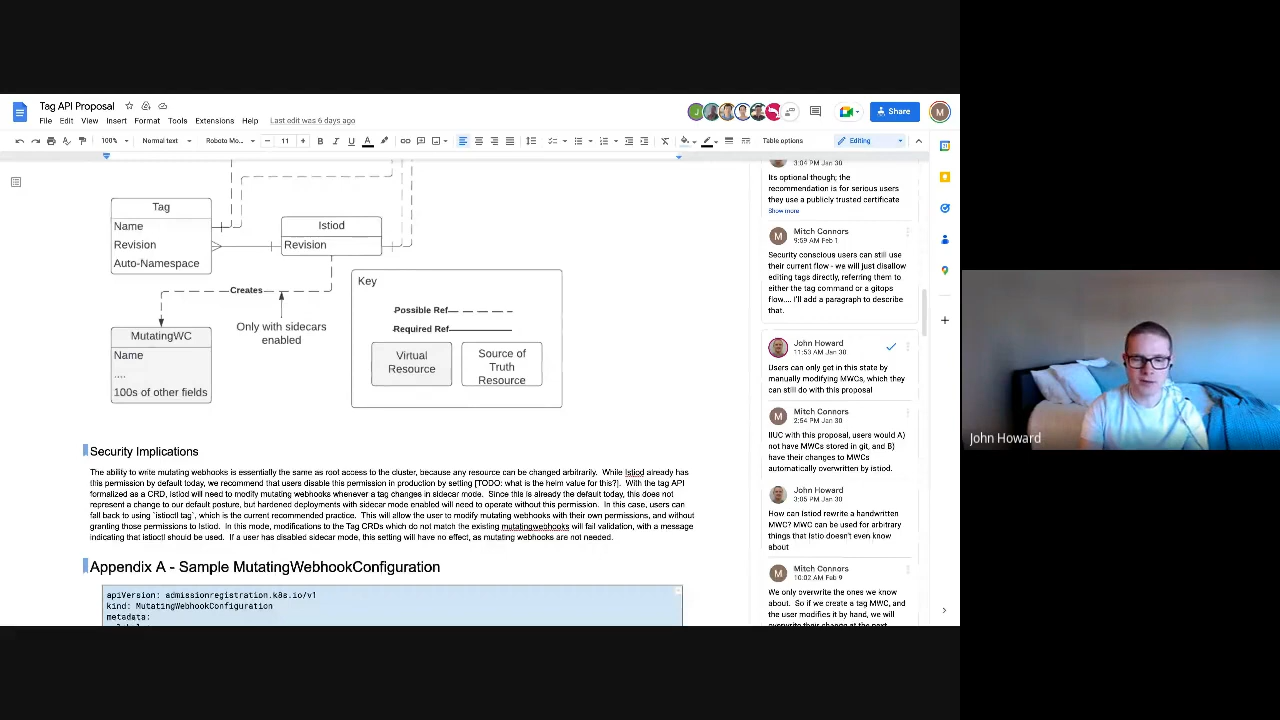 Tag API Proposal
File Edit View Insert Tools Extensions Help
Last edit was 6 days ago
Share
M
100%
Normal text
Roboto Mo...
11
Table options
Editing
Tag
Name
Revision
Auto-Namespace
Istiod
Revision
Creates
Only with sidecars
enabled
MutatingWC
Name
....
100s of other fields
Key
Possible Ref
Required Ref
Virtual
Resource
Source of
Truth
Resource
Security Implications
The ability to write mutating webhooks is essentially the same as root access to the cluster, because any resource can be changed arbitrarily. While Istiod already has
this permission by default today, we recommend that users disable this permission in production by setting [TODO: what is the helm value for this?]. With the tag API
formalized as a CRD, istiod will need to modify mutating webhooks whenever a tag changes in sidecar mode. Since this is already the default today, this does not
represent a change to our default posture, but hardened deployments with sidecar mode enabled will need to operate without this permission. In this case, users can
fall back to using `istioctl tag`, which is the current recommended practice. This will allow the user to modify mutating webhooks with their own permissions, and without
granting those permissions to Istiod. In this mode, modifications to the Tag CRDs which do not match the existing mutatingwebhooks will fail validation, with a message
indicating that istioctl should be used. If a user has disabled sidecar mode, this setting will have no effect, as mutating webhooks are not needed.
Appendix A - Sample MutatingWebhookConfiguration
apiVersion: admissionregistration.k8s.io/v1
kind: MutatingWebhookConfiguration
metadata:
3:04 PM Jan 30
Its optional though; the
recommendation is for serious users
they use a publicly trusted certificate
Show more
M
Mitch Connors
9:59 AM Feb 1
Security conscious users can still use
their current flow - we will just disallow
editing tags directly, referring them to
either the tag command or a gitops
flow.... I'll add a paragraph to describe
that.
John Howard
11:53 AM Jan 30
Users can only get in this state by
manually modifying MWCs, which they
can still do with this proposal
M
Mitch Connors
2:54 PM Jan 30
IIUC with this proposal, users would A)
not have MWCs stored in git, and B)
have their changes to MWCs
automatically overwritten by istiod.
John Howard
3:05 PM Jan 30
How can Istiod rewrite a handwritten
MWC? MWC can be used for arbitrary
things that Istio doesn't even know
about
M
Mitch Connors
10:02 AM Feb 9
We only overwrite the ones we know
about. So if we create a tag MWC, and
the user modifies it by hand, we will
overwrite their change at the next
John Howard